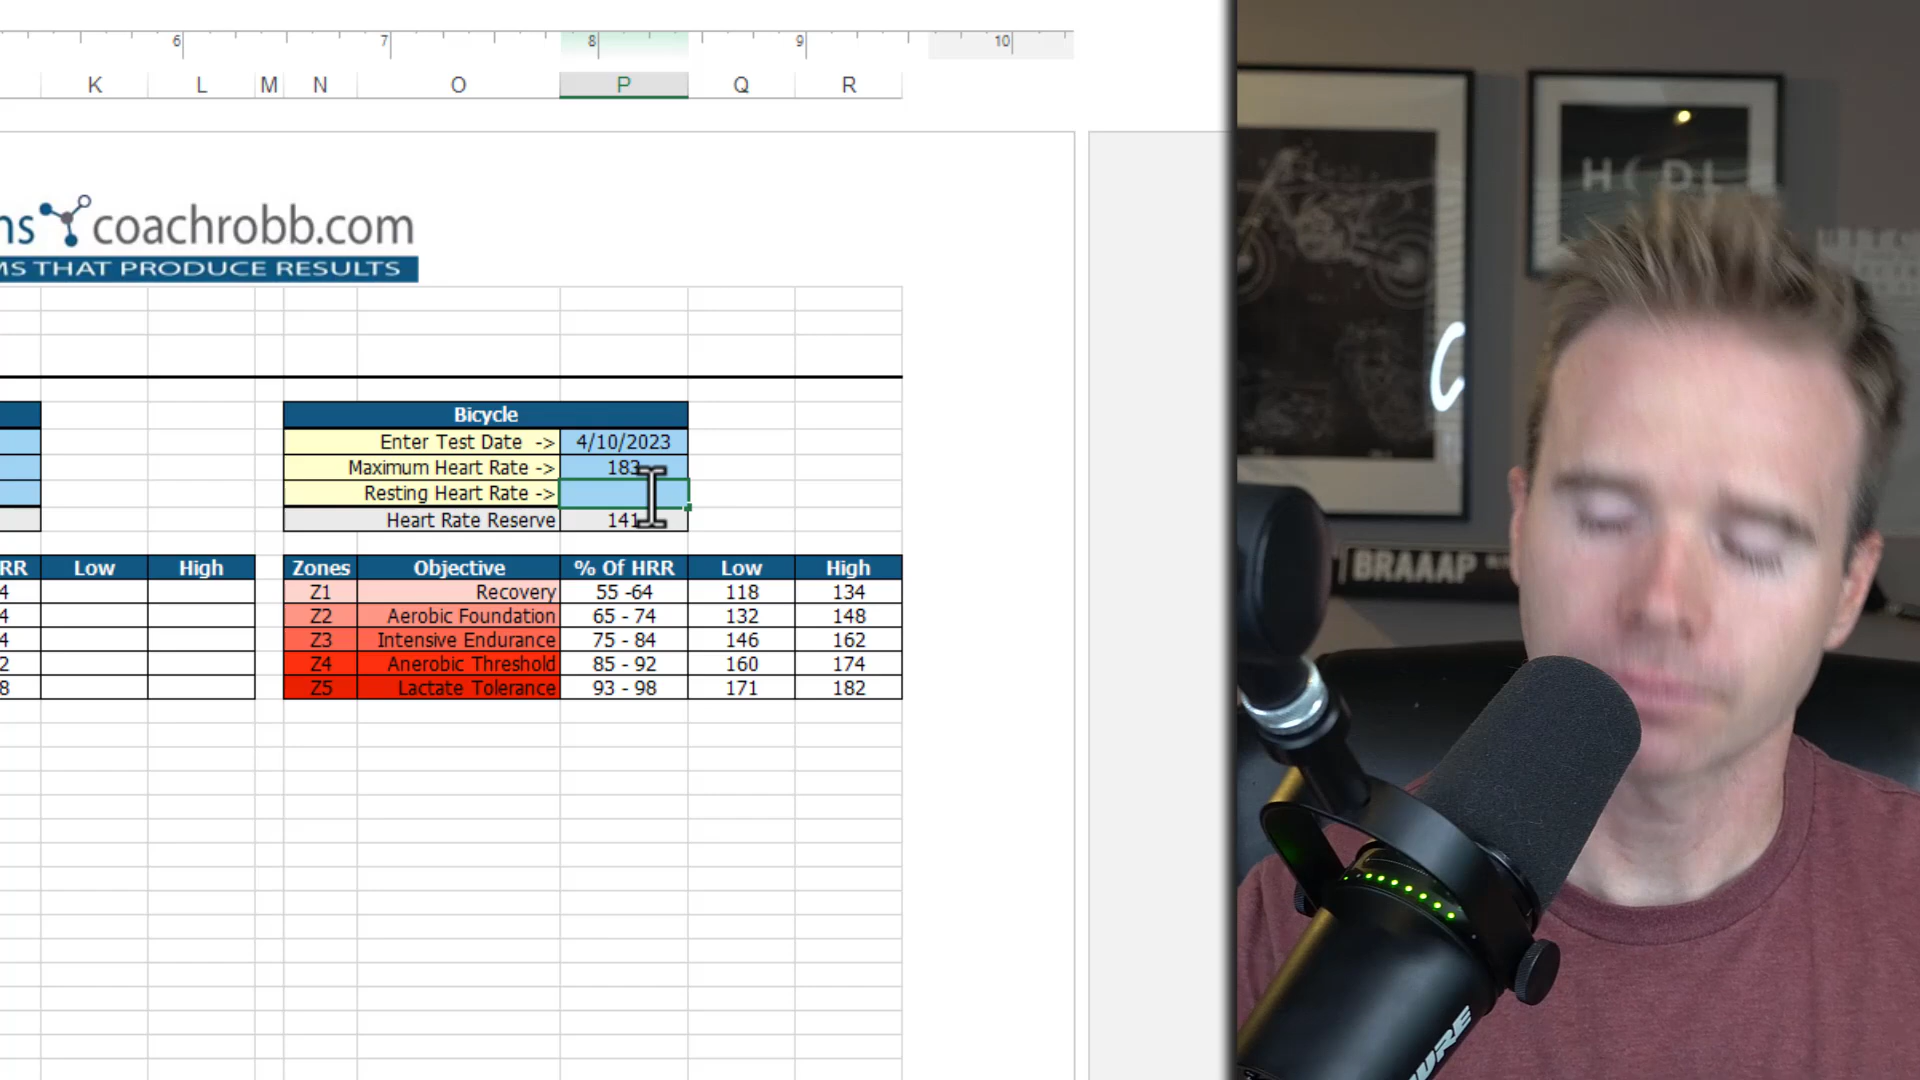 6 7 8 9 10
K L M N O P Q R
ns coachrobb.com
MS THAT PRODUCE RESULTS
Bicycle
Enter Test Date -> 4/10/2023
Maximum Heart Rate -> 183
Resting Heart Rate ->
Heart Rate Reserve 141
RR Low High Zones Objective % Of HRR Low High
4 Z1 Recovery 55 -64 118 134
4 Z2 Aerobic Foundation 65 - 74 132 148
4 Z3 Intensive Endurance 75 - 84 146 162
2 Z4 Anerobic Threshold 85 - 92 160 174
8 Z5 Lactate Tolerance 93 - 98 171 182
H( DL
BRAAAP
URE